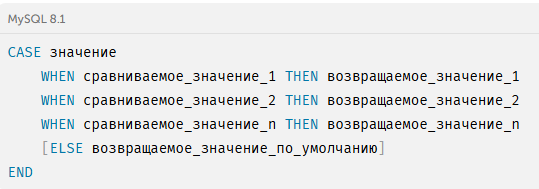 MySQL 8.1
CASE значение
WHEN сравниваемое_значение_1 THEN возвращаемое_значение_1
WHEN сравниваемое_значение_2 THEN возвращаемое_значение_2
WHEN сравниваемое_значение_n THEN возвращаемое_значение_n
[ELSE возвращаемое_значение_по_умолчанию]
END